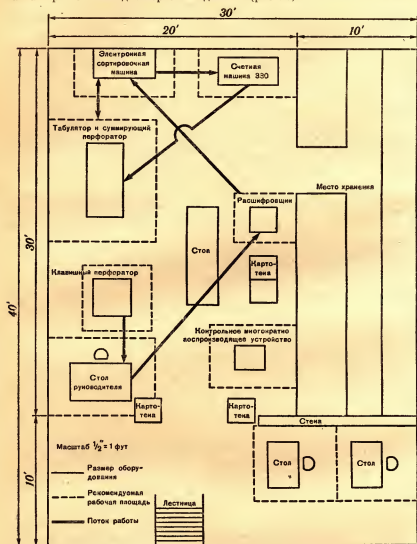 30'
20'
10'
Электронная
сортировочная
машина
Счетная
машина 330
Табулятор и суммирующий
перфоратор
Место хранения
Расшифровщик
30'
40'
Стол
Карто-
тека
Клавишный перфоратор
Контрольное многократно
воспроизводящее устройство
Стол
руководителя
Карто-
тека
Карто-
тека
Стена
Масштаб ½" = 1 фут
Стол
Стол
Размер обору-
дования
10'
Рекомендуемая
рабочая площадь
Поток работы
Лестница